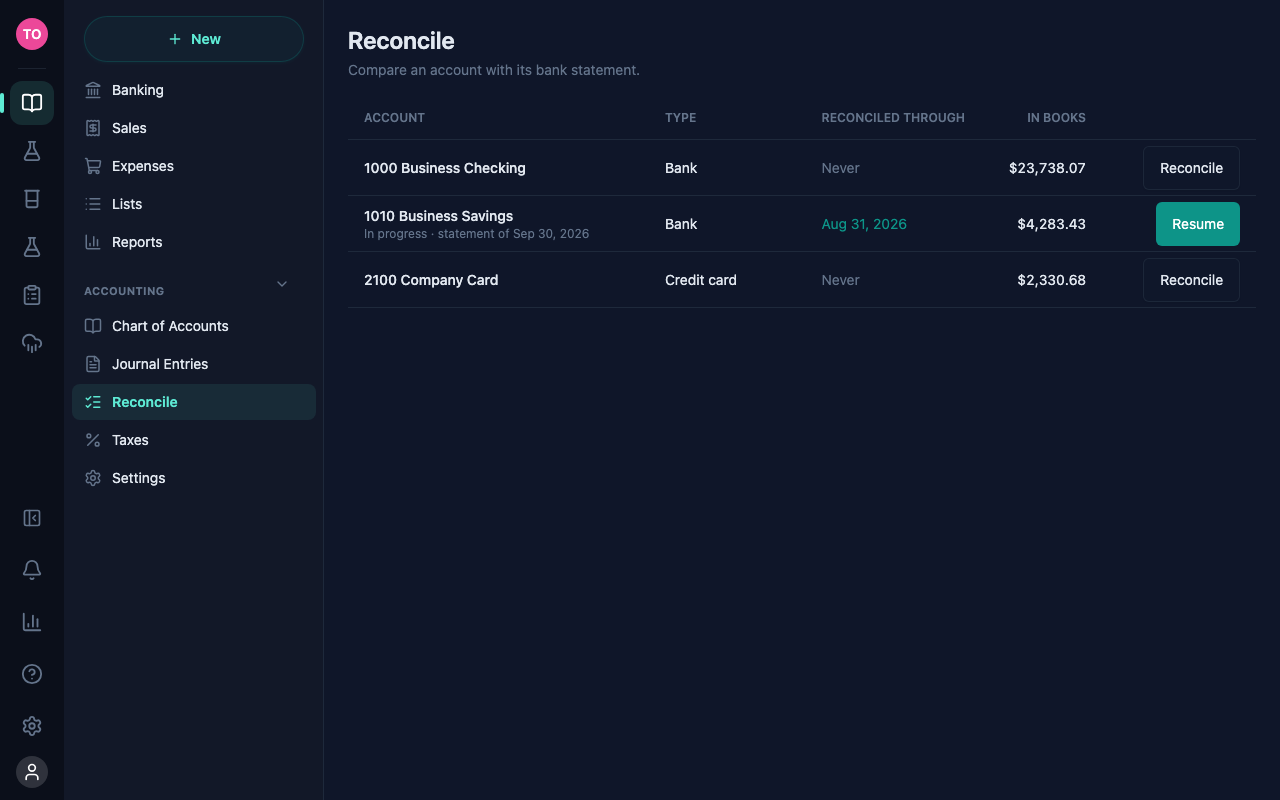 TO
New
Banking
Sales
Expenses
Lists
Reports
ACCOUNTING
Chart of Accounts
Journal Entries
Reconcile
Taxes
Settings
Reconcile
Compare an account with its bank statement.
ACCOUNT TYPE RECONCILED THROUGH IN BOOKS
1000 Business Checking Bank Never $23,738.07 Reconcile
1010 Business Savings Bank Aug 31, 2026 $4,283.43 Resume
In progress · statement of Sep 30, 2026
2100 Company Card Credit card Never $2,330.68 Reconcile